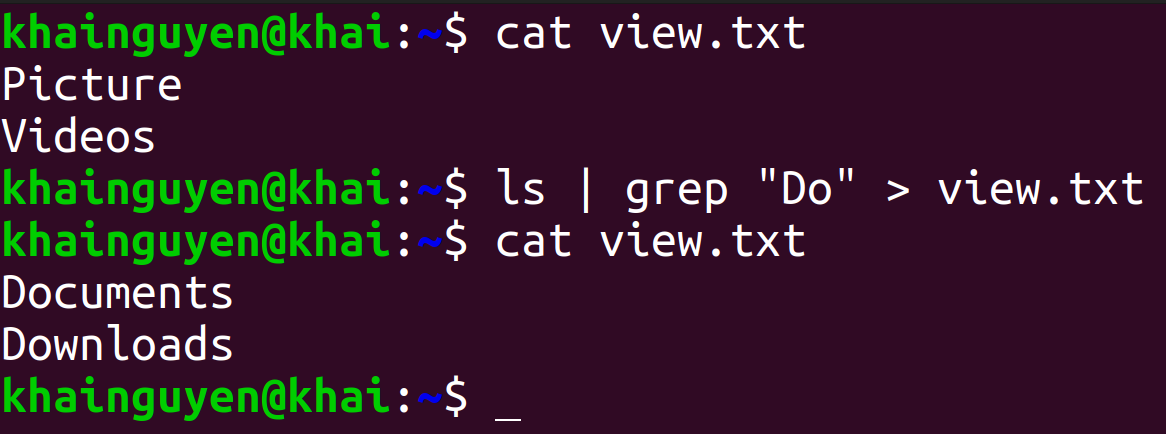 khainguyen@khai:~$ cat view.txt
Picture
Videos
khainguyen@khai:~$ ls | grep "Do" > view.txt
khainguyen@khai:~$ cat view.txt
Documents
Downloads
khainguyen@khai:~$ _